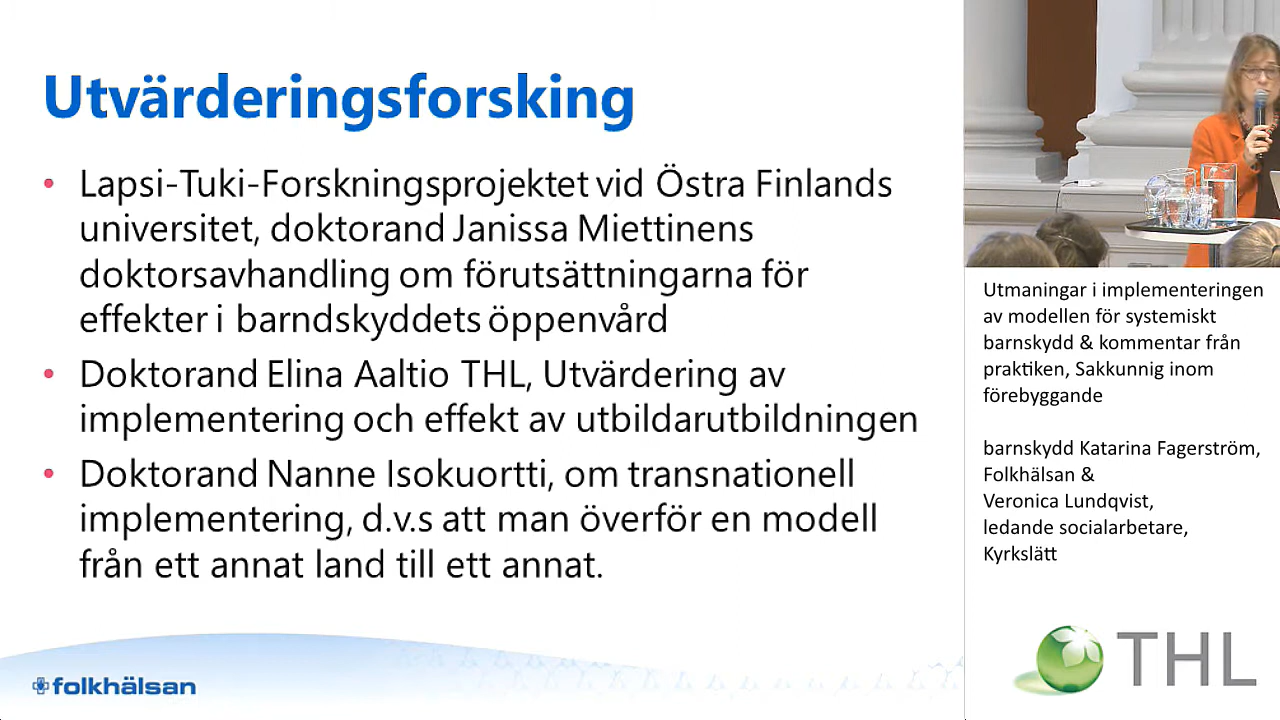 Utvärderingsforsking
• Lapsi-Tuki-Forskningsprojektet vid Östra Finlands
universitet, doktorand Janissa Miettinens
doktorsavhandling om förutsättningarna för
effekter i barndskyddets öppenvård
• Doktorand Elina Aaltio THL, Utvärdering av
implementering och effekt av utbildarutbildningen
• Doktorand Nanne Isokuortti, om transnationell
implementering, d.v.s att man överför en modell
från ett annat land till ett annat.
folkhälsan
Utmaningar i implementeringen
av modellen för systemiskt
barnskydd & kommentar från
praktiken, Sakkunnig inom
förebyggande
barnskydd Katarina Fagerström,
Folkhälsan &
Veronica Lundqvist,
ledande socialarbetare,
Kyrkslätt
THL